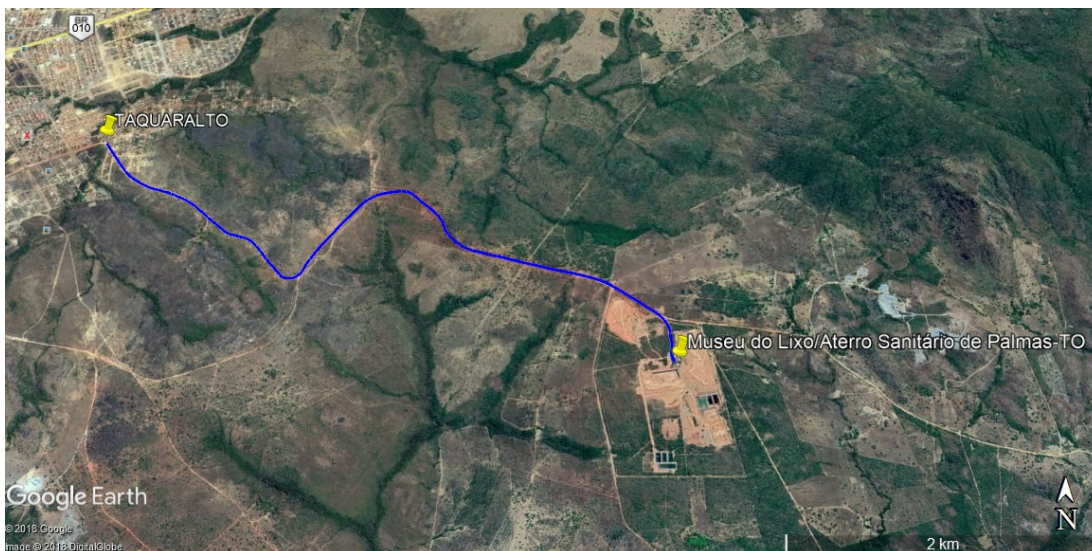 BR
010
TAQUARALTO
Museu do Lixo/Aterro Sanitário de Palmas-TO
Google Earth
© 2018 Google
Image © 2018 DigitalGlobe
N
2 km